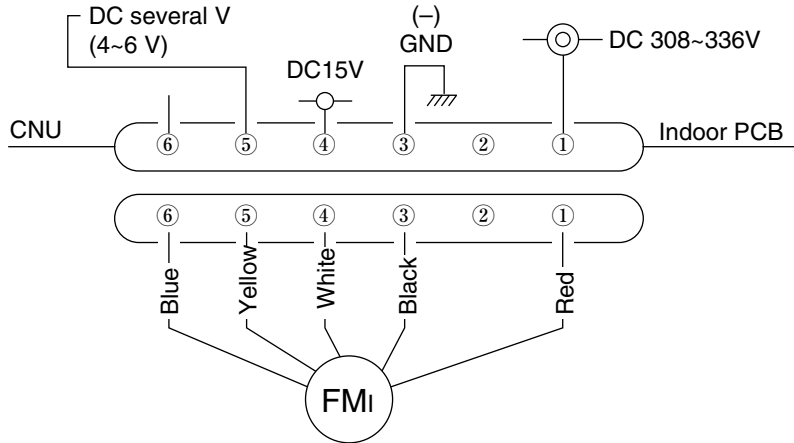 DC several V
(4~6 V)
(–)
GND
DC 308~336V
DC15V
CNU
Indoor PCB
⑥ ⑤ ④ ③ ② ①
⑥ ⑤ ④ ③ ② ①
Blue
Yellow
White
Black
Red
FMI